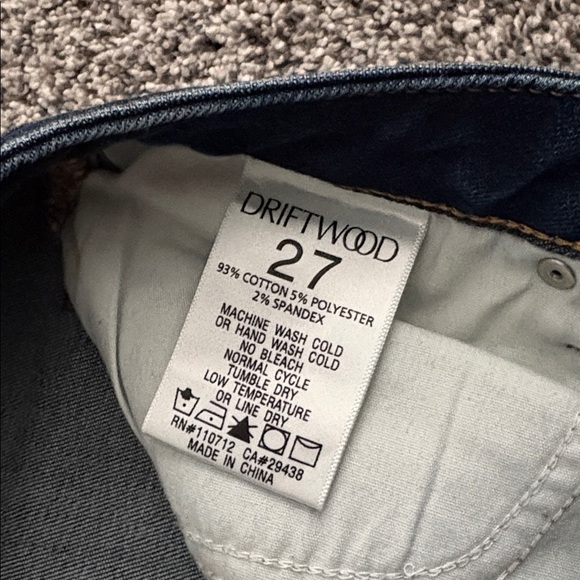 DRIFTWOOD
27
93% COTTON 5% POLYESTER
2% SPANDEX
MACHINE WASH COLD
OR HAND WASH COLD
NO BLEACH
NORMAL CYCLE
TUMBLE DRY
LOW TEMPERATURE
OR LINE DRY
RN#110712 CA#29438
MADE IN CHINA